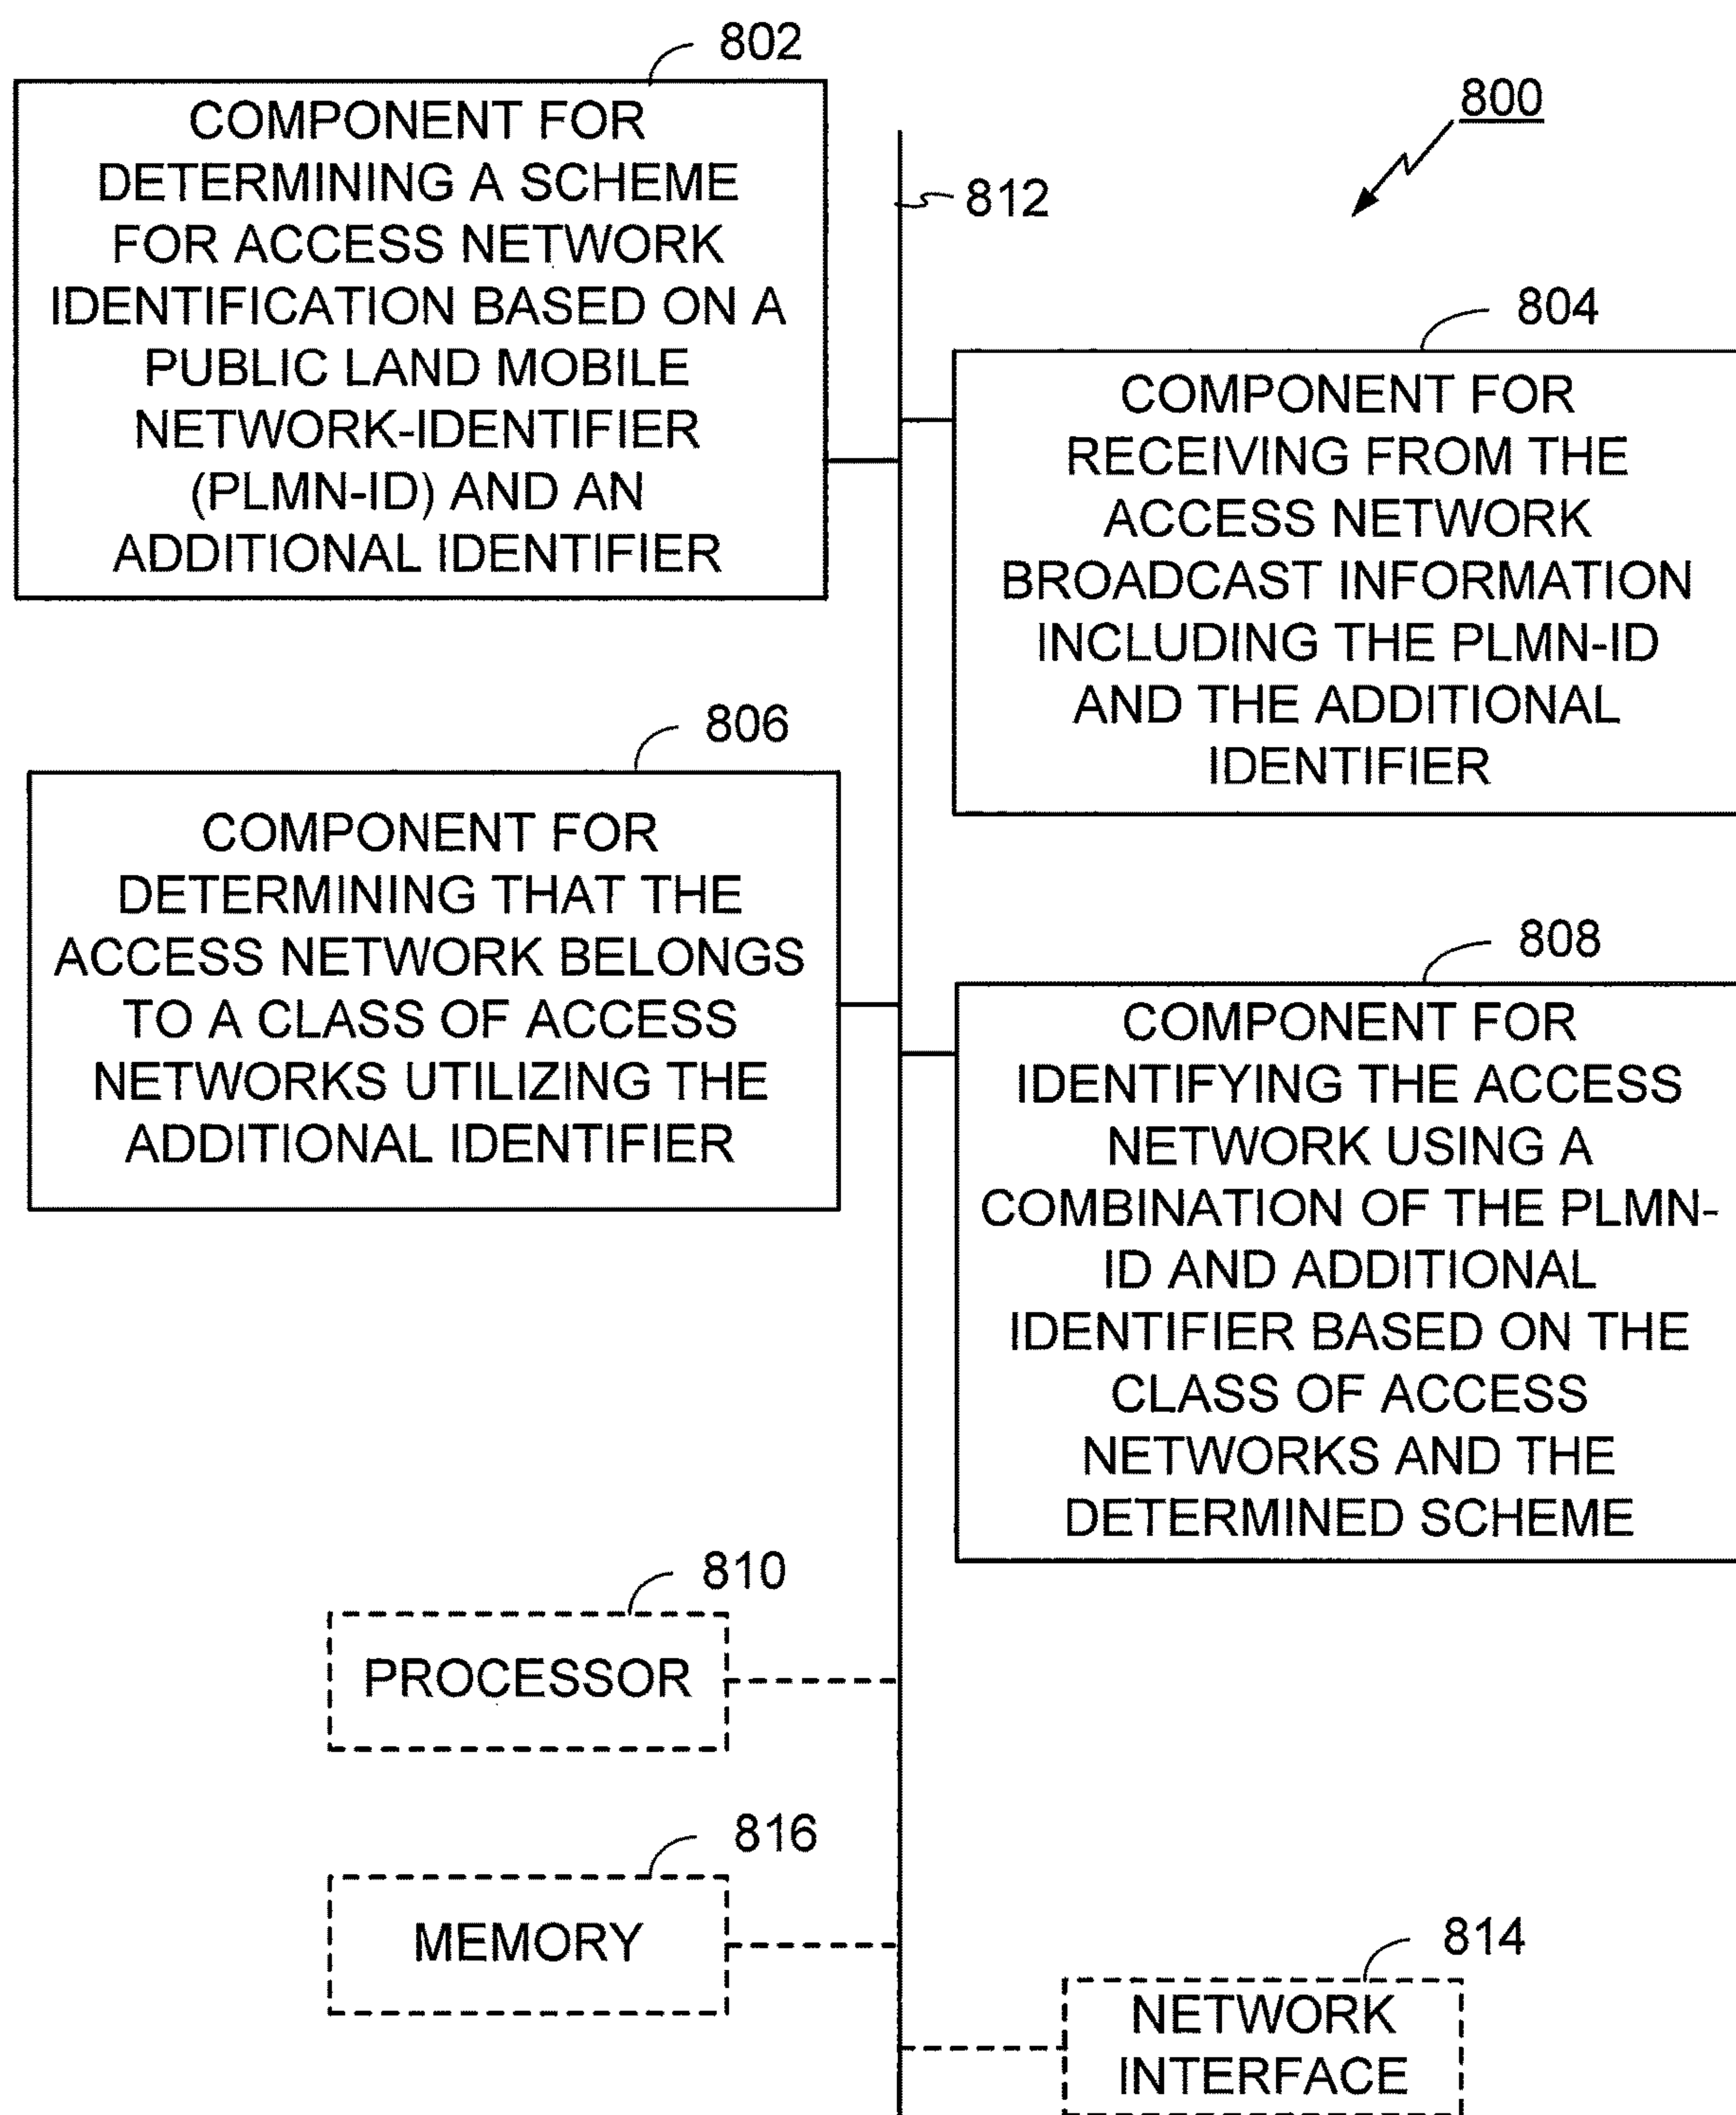 802
COMPONENT FOR
DETERMINING A SCHEME
FOR ACCESS NETWORK
IDENTIFICATION BASED ON A
PUBLIC LAND MOBILE
NETWORK-IDENTIFIER
(PLMN-ID) AND AN
ADDITIONAL IDENTIFIER
800
812
804
COMPONENT FOR
RECEIVING FROM THE
ACCESS NETWORK
BROADCAST INFORMATION
INCLUDING THE PLMN-ID
AND THE ADDITIONAL
IDENTIFIER
806
COMPONENT FOR
DETERMINING THAT THE
ACCESS NETWORK BELONGS
TO A CLASS OF ACCESS
NETWORKS UTILIZING THE
ADDITIONAL IDENTIFIER
808
COMPONENT FOR
IDENTIFYING THE ACCESS
NETWORK USING A
COMBINATION OF THE PLMN-
ID AND ADDITIONAL
IDENTIFIER BASED ON THE
CLASS OF ACCESS
NETWORKS AND THE
DETERMINED SCHEME
810
PROCESSOR
816
MEMORY
814
NETWORK
INTERFACE